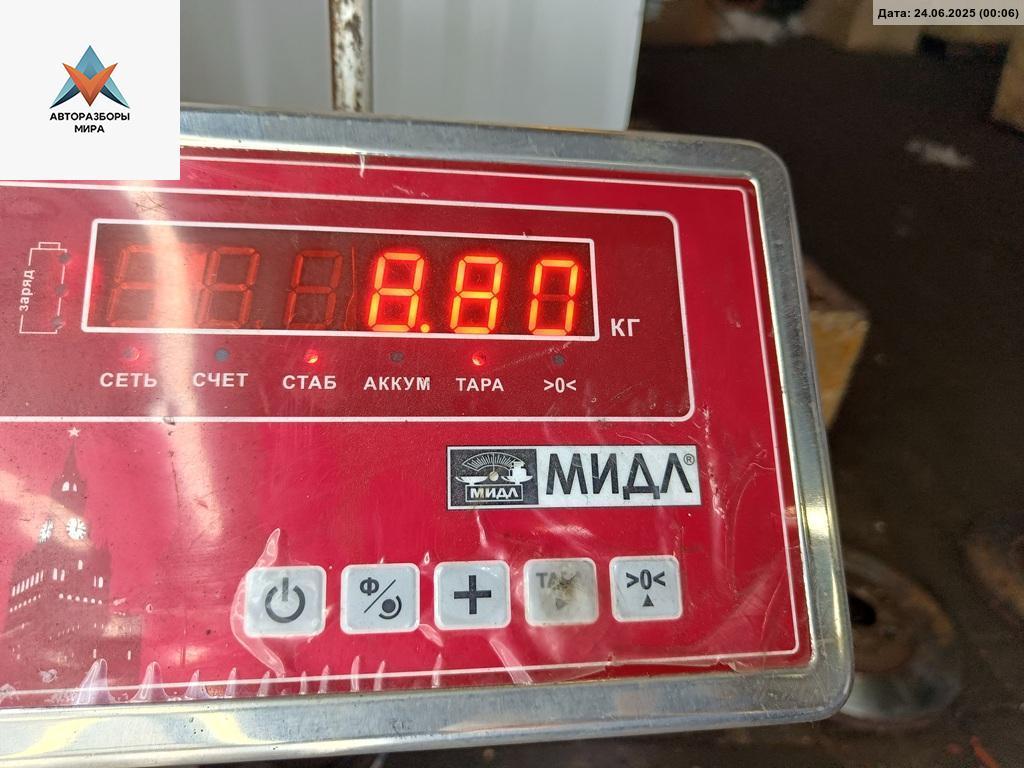 Дата: 24.06.2025 (00:06)
АВТОРАЗБОРЫ
МИРА
заряд
8.80 КГ
СЕТЬ СЧЕТ СТАБ АККУМ ТАРА >0<
МИДЛ МИДЛ®
Ф/ + >0<